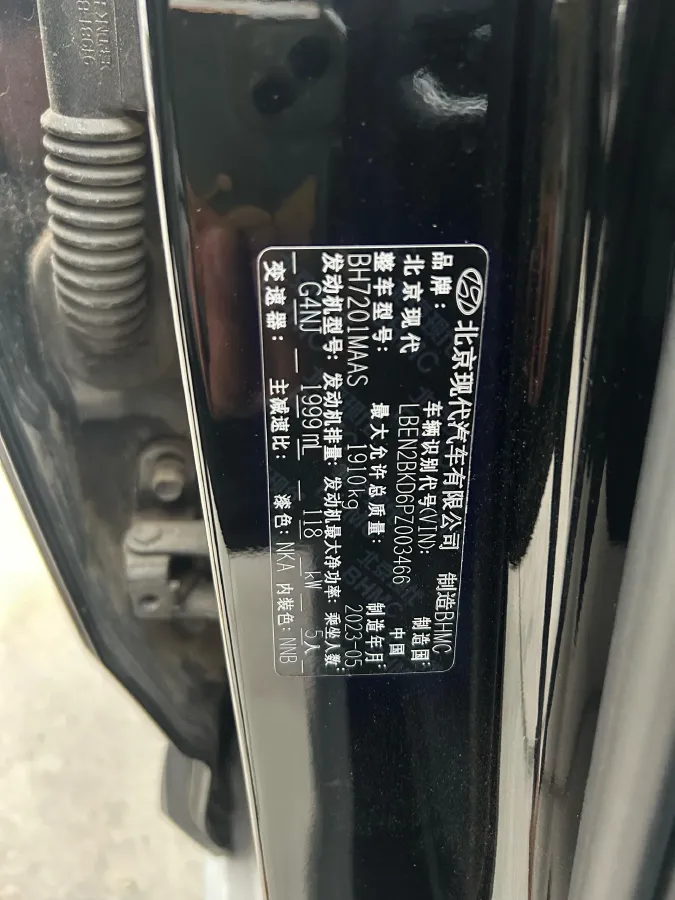 北京现代汽车有限公司 制造BHMC
品牌： 车辆识别代号(VIN)： 制造国：
北京现代 LBEN2BKD6PZ003466 中国
整车型号： 最大允许总质量： 制造年月：
BH7201MAAS 1910kg 2023-05
发动机型号： 发动机排量： 发动机最大净功率： 乘坐人数：
G4NJ 1999ml 118 kW 5人
变速器： 主减速比： 漆色：NKA 内装色：NNB